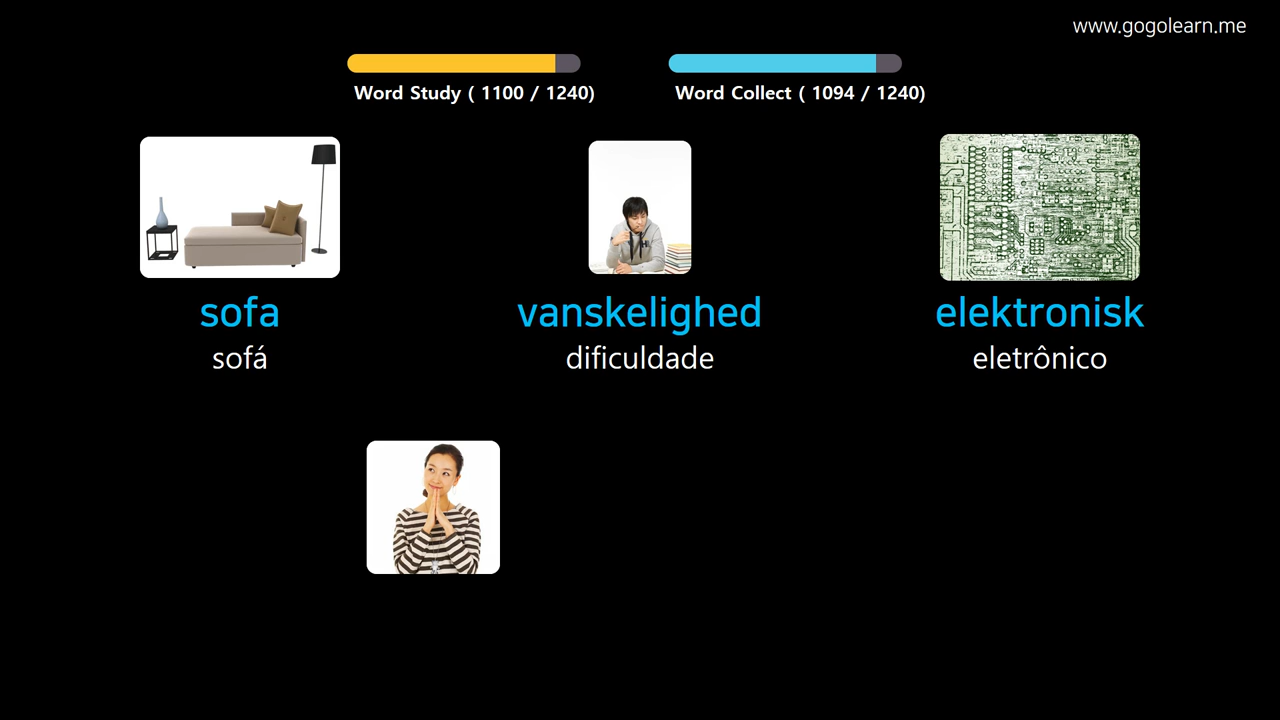 www.gogolearn.me
Word Study ( 1100 / 1240)
Word Collect ( 1094 / 1240)
sofa
sofá
vanskelighed
dificuldade
elektronisk
eletrônico